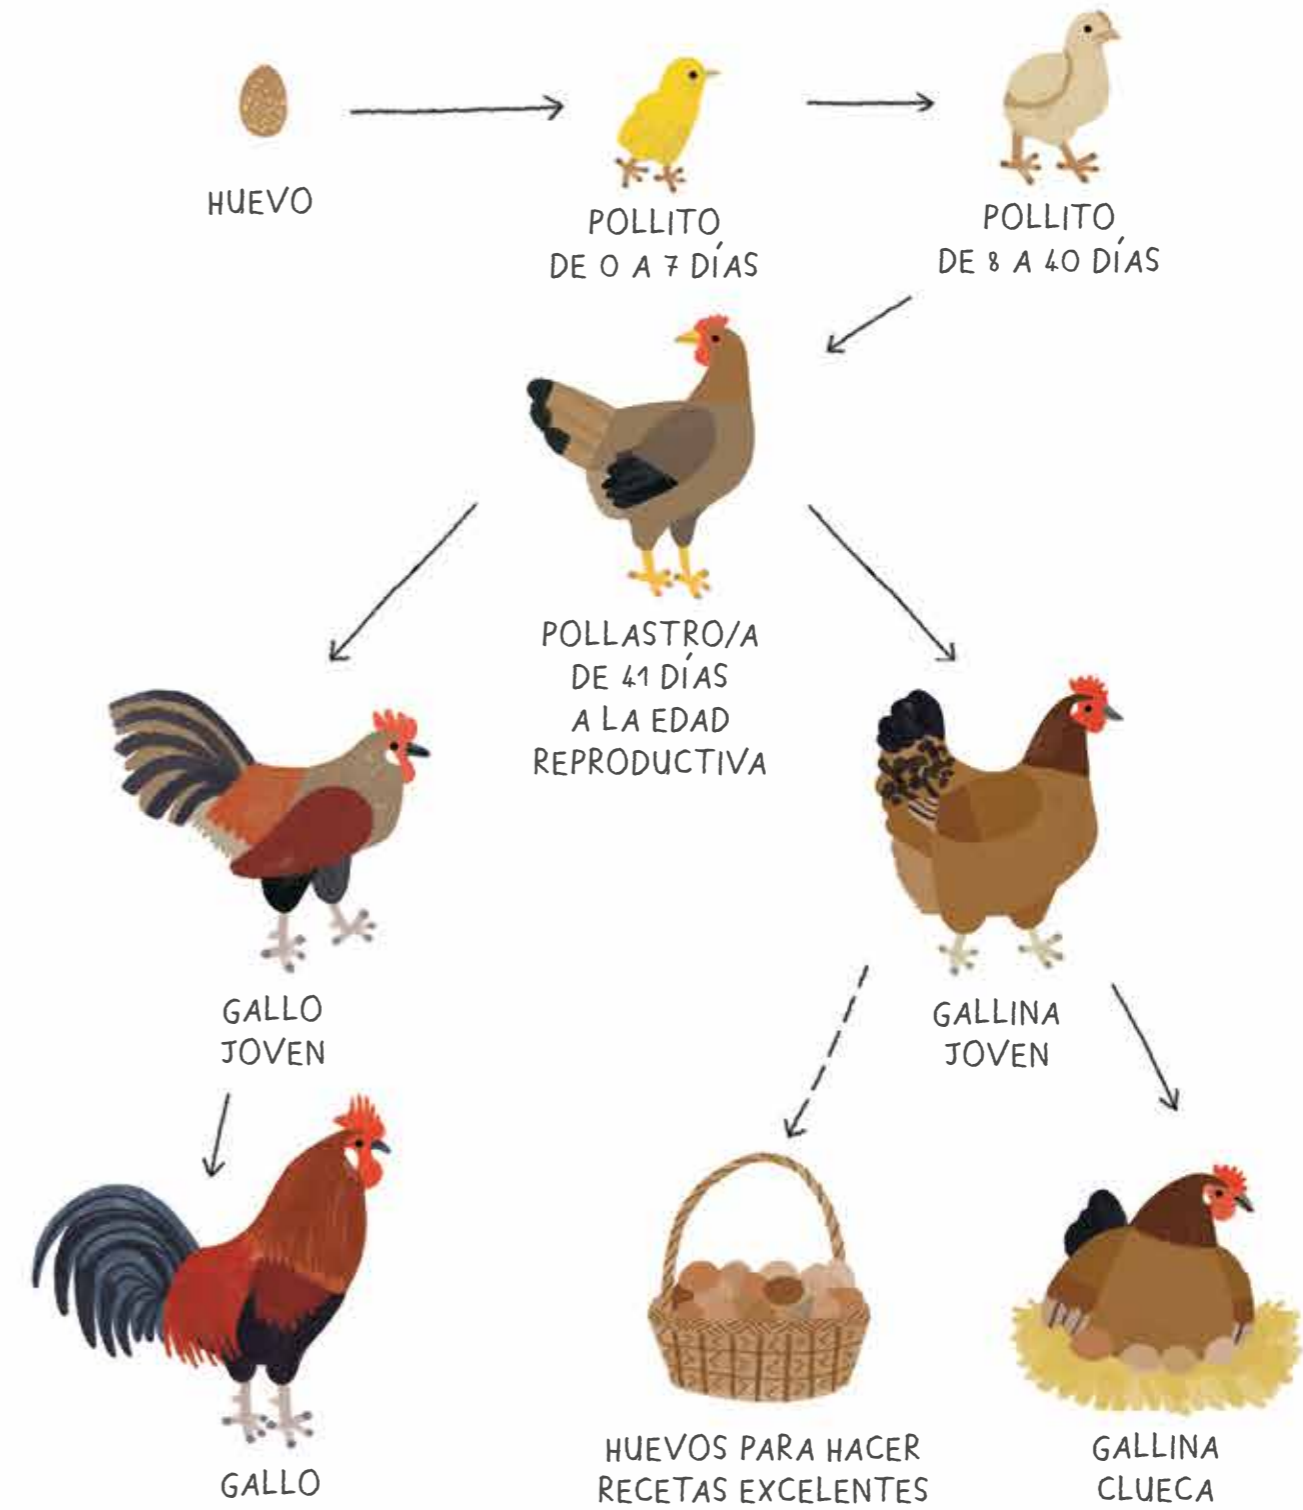 HUEVO
POLLITO
DE 0 A 7 DÍAS
POLLITO
DE 8 A 40 DÍAS
POLLASTRO/A
DE 41 DÍAS
A LA EDAD
REPRODUCTIVA
GALLO
JOVEN
GALLINA
JOVEN
GALLO
HUEVOS PARA HACER
RECETAS EXCELENTES
GALLINA
CLUECA